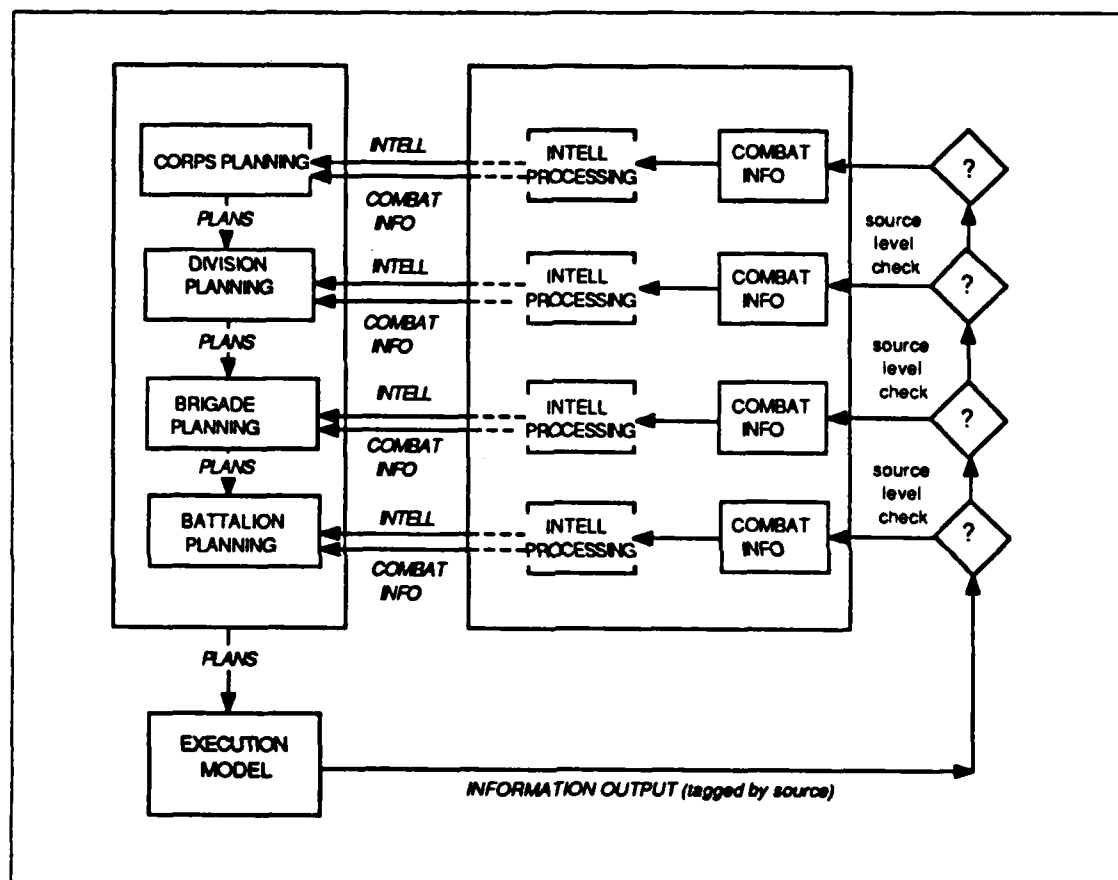 CORPS PLANNING
INTELL
COMBAT
INFO
INTELL
PROCESSING
COMBAT
INFO
?
PLANS
source
level
check
DIVISION
PLANNING
INTELL
COMBAT
INFO
INTELL
PROCESSING
COMBAT
INFO
?
PLANS
source
level
check
BRIGADE
PLANNING
INTELL
COMBAT
INFO
INTELL
PROCESSING
COMBAT
INFO
?
PLANS
source
level
check
BATTALION
PLANNING
INTELL
COMBAT
INFO
INTELL
PROCESSING
COMBAT
INFO
?
PLANS
EXECUTION
MODEL
INFORMATION OUTPUT (tagged by source)